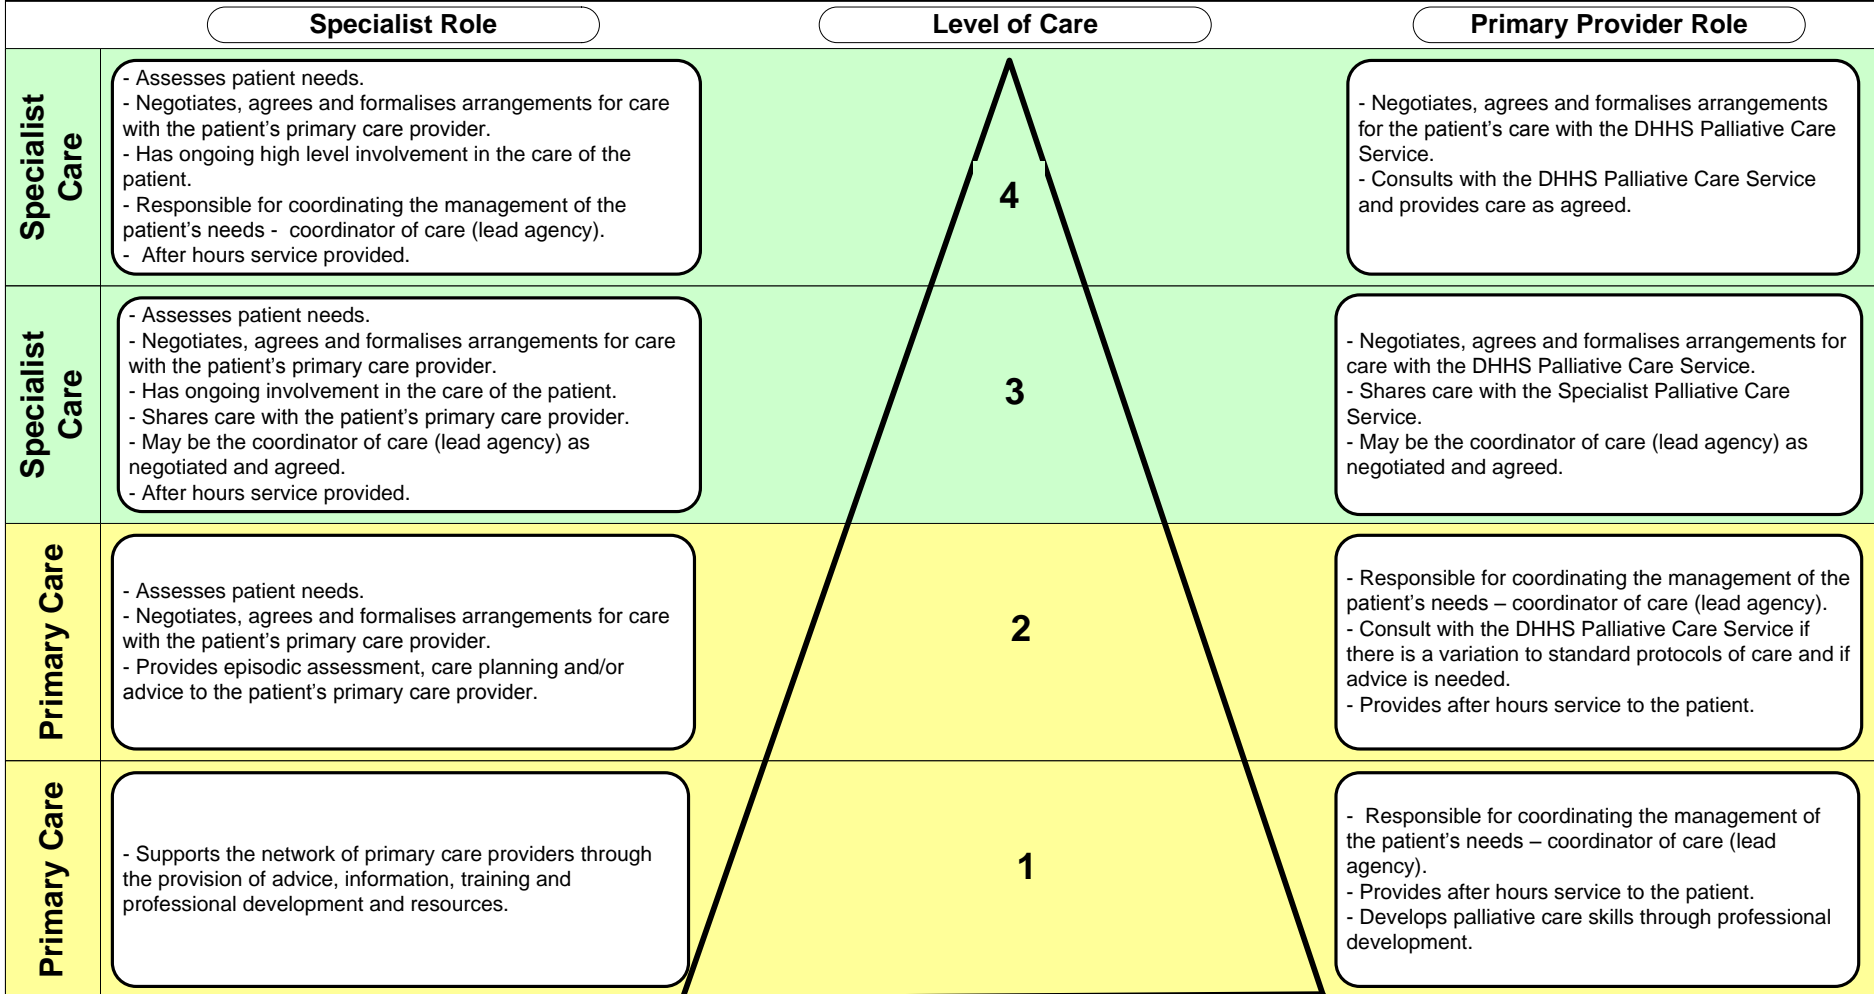 Specialist Role
Level of Care
Primary Provider Role
Specialist
Care
- Assesses patient needs.
- Negotiates, agrees and formalises arrangements for care
with the patient's primary care provider.
- Has ongoing high level involvement in the care of the
patient.
- Responsible for coordinating the management of the
patient's needs -  coordinator of care (lead agency).
-  After hours service provided.
4
- Negotiates, agrees and formalises arrangements
for the patient's care with the DHHS Palliative Care
Service.
- Consults with the DHHS Palliative Care Service
and provides care as agreed.
Specialist
Care
- Assesses patient needs.
- Negotiates, agrees and formalises arrangements for care
with the patient's primary care provider.
- Has ongoing involvement in the care of the patient.
- Shares care with the patient's primary care provider.
- May be the coordinator of care (lead agency) as
negotiated and agreed.
- After hours service provided.
3
- Negotiates, agrees and formalises arrangements for
care with the DHHS Palliative Care Service.
- Shares care with the Specialist Palliative Care
Service.
- May be the coordinator of care (lead agency) as
negotiated and agreed.
Primary Care
- Assesses patient needs.
- Negotiates, agrees and formalises arrangements for care
with the patient's primary care provider.
- Provides episodic assessment, care planning and/or
advice to the patient's primary care provider.
2
- Responsible for coordinating the management of the
patient's needs – coordinator of care (lead agency).
- Consult with the DHHS Palliative Care Service if
there is a variation to standard protocols of care and if
advice is needed.
- Provides after hours service to the patient.
Primary Care
- Supports the network of primary care providers through
the provision of advice, information, training and
professional development and resources.
1
-  Responsible for coordinating the management of
the patient's needs – coordinator of care (lead
agency).
- Provides after hours service to the patient.
- Develops palliative care skills through professional
development.